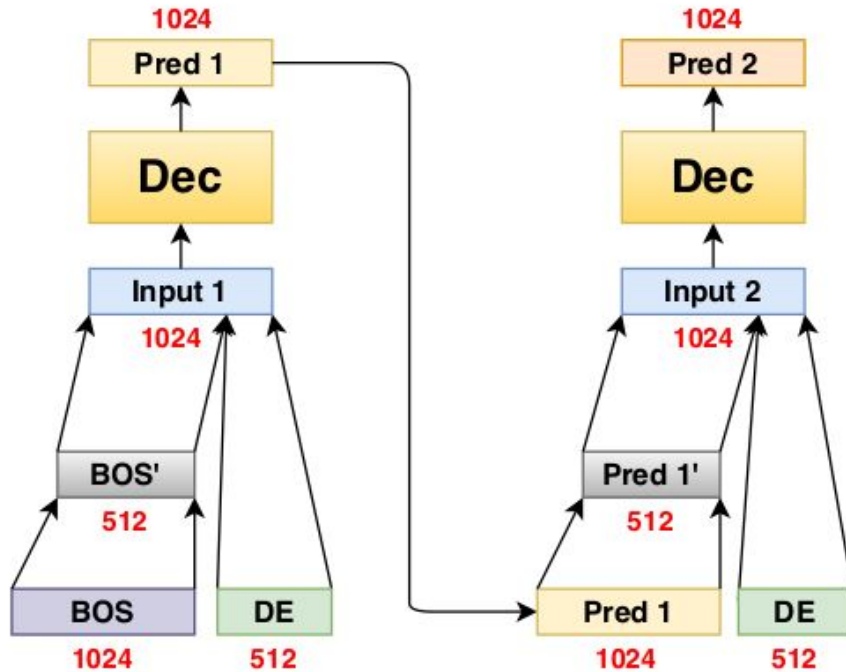 1024
Pred 1
Dec
Input 1
1024
BOS'
512
BOS
DE
1024
512
1024
Pred 2
Dec
Input 2
1024
Pred 1'
512
Pred 1
DE
1024
512